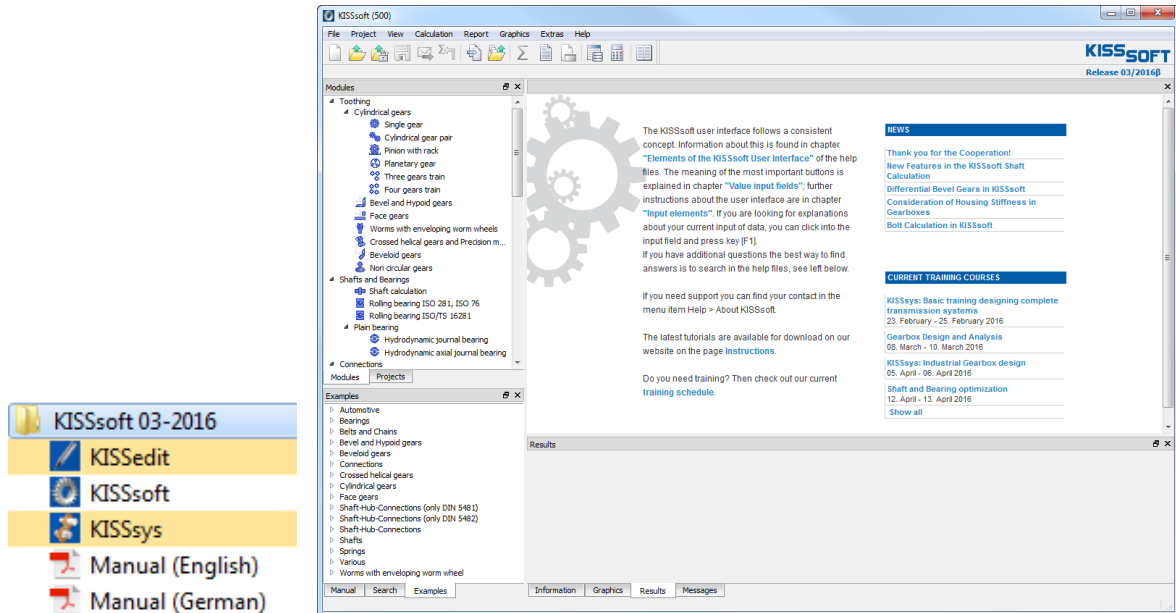 KISSsoft 03-2016
KISSedit
KISSsoft
KISSsys
Manual (English)
Manual (German)
KISSsoft (500)
File Project View Calculation Report Graphics Extras Help
KISSSOFT
Release 03/2016β
Modules
Toothing
Cylindrical gears
Single gear
Cylindrical gear pair
Pinion with rack
Planetary gear
Three gears train
Four gears train
Bevel and Hypoid gears
Face gears
Worms with enveloping worm wheels
Crossed helical gears and Precision m...
Beveloid gears
Non circular gears
Shafts and Bearings
Shaft calculation
Rolling bearing ISO 281, ISO 76
Rolling bearing ISO/TS 16281
Plain bearing
Hydrodynamic journal bearing
Hydrodynamic axial journal bearing
Connections
Modules Projects
Examples
Automotive
Bearings
Belts and Chains
Bevel and Hypoid gears
Beveloid gears
Connections
Crossed helical gears
Cylindrical gears
Face gears
Shaft-Hub-Connections (only DIN 5481)
Shaft-Hub-Connections (only DIN 5482)
Shaft-Hub-Connections
Shafts
Springs
Various
Worms with enveloping worm wheel
Manual Search Examples
The KISSsoft user interface follows a consistent
concept. Information about this is found in chapter
"Elements of the KISSsoft User Interface" of the help
files. The meaning of the most important buttons is
explained in chapter "Value input fields"; further
instructions about the user interface are in chapter
"Input elements". If you are looking for explanations
about your current input of data, you can click into the
input field and press key [F1].
If you have additional questions the best way to find
answers is to search in the help files, see left below.
If you need support you can find your contact in the
menu item Help > About KISSsoft.
The latest tutorials are available for download on our
website on the page Instructions.
Do you need training? Then check out our current
training schedule.
NEWS
Thank you for the Cooperation!
New Features in the KISSsoft Shaft
Calculation
Differential Bevel Gears in KISSsoft
Consideration of Housing Stiffness in
Gearboxes
Bolt Calculation in KISSsoft
CURRENT TRAINING COURSES
KISSsys: Basic training designing complete
transmission systems
23. February - 25. February 2016
Gearbox Design and Analysis
08. March - 10. March 2016
KISSsys: Industrial Gearbox design
05. April - 06. April 2016
Shaft and Bearing optimization
12. April - 13. April 2016
Show all
Results
Information Graphics Results Messages